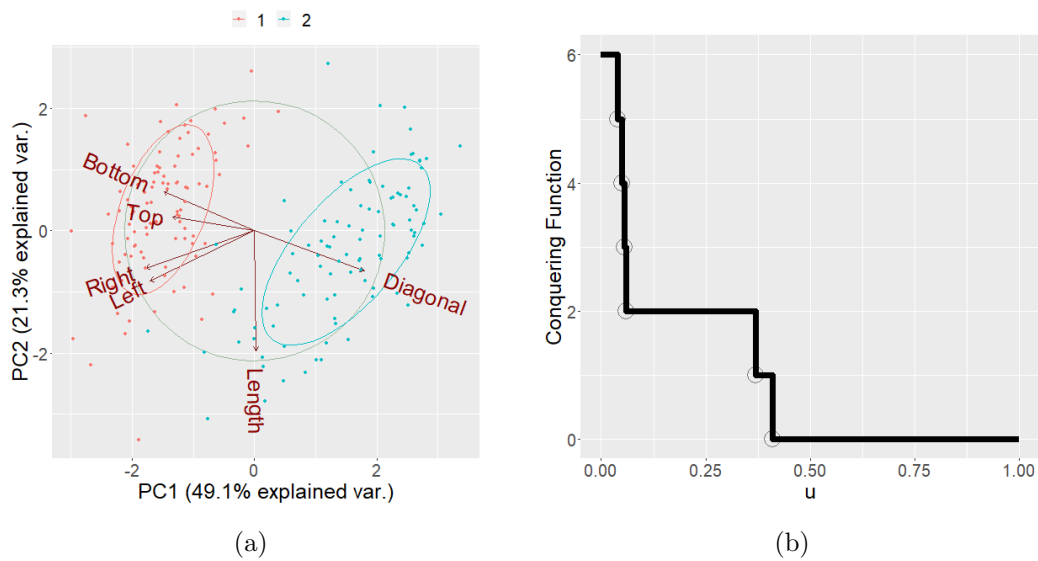 1 2
2
0
-2
PC2 (21.3% explained var.)
Bottom
Top
Right
Left
Diagonal
Length
-2 0 2
PC1 (49.1% explained var.)
(a)
6
4
2
0
Conquering Function
0.00 0.25 0.50 0.75 1.00
u
(b)